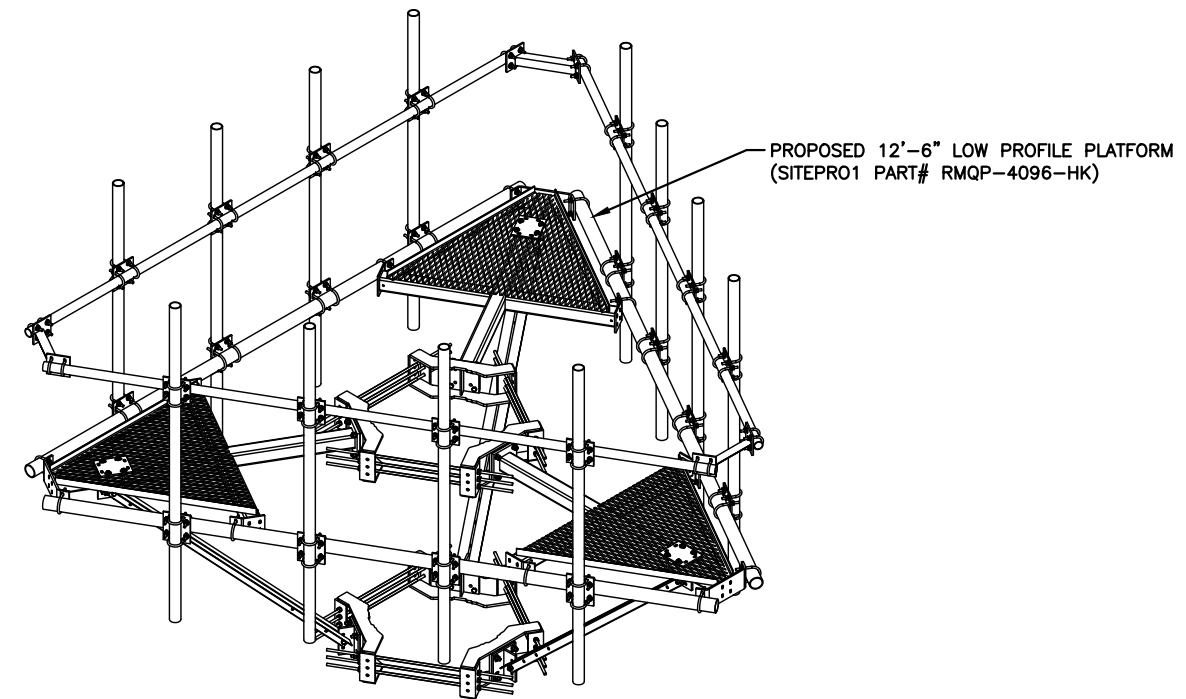 PROPOSED 12'-6" LOW PROFILE PLATFORM
(SITEPRO1 PART# RMQP-4096-HK)